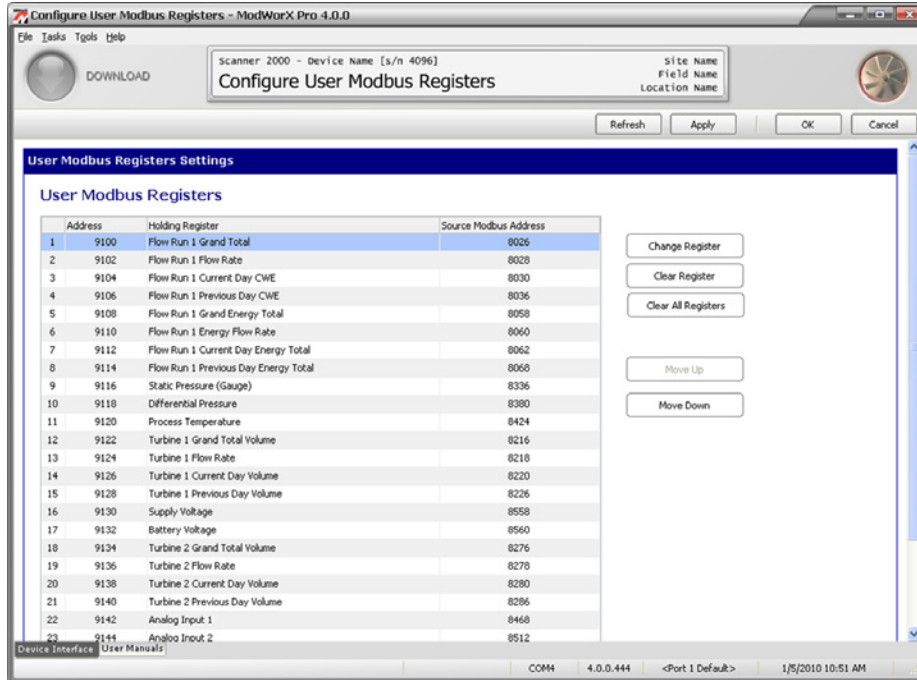 Configure User Modbus Registers - ModWorX Pro 4.0.0
File Tasks Tools Help
DOWNLOAD
Scanner 2000 - Device Name [s/n 4096]
Configure User Modbus Registers
Site Name
Field Name
Location Name
Refresh Apply OK Cancel
User Modbus Registers Settings
User Modbus Registers
Address Holding Register Source Modbus Address
1 9100 Flow Run 1 Grand Total 8026
2 9102 Flow Run 1 Flow Rate 8028
3 9104 Flow Run 1 Current Day CWE 8030
4 9106 Flow Run 1 Previous Day CWE 8036
5 9108 Flow Run 1 Grand Energy Total 8058
6 9110 Flow Run 1 Energy Flow Rate 8060
7 9112 Flow Run 1 Current Day Energy Total 8062
8 9114 Flow Run 1 Previous Day Energy Total 8068
9 9116 Static Pressure (Gauge) 8336
10 9118 Differential Pressure 8380
11 9120 Process Temperature 8424
12 9122 Turbine 1 Grand Total Volume 8216
13 9124 Turbine 1 Flow Rate 8218
14 9126 Turbine 1 Current Day Volume 8220
15 9128 Turbine 1 Previous Day Volume 8226
16 9130 Supply Voltage 8558
17 9132 Battery Voltage 8560
18 9134 Turbine 2 Grand Total Volume 8276
19 9136 Turbine 2 Flow Rate 8278
20 9138 Turbine 2 Current Day Volume 8280
21 9140 Turbine 2 Previous Day Volume 8286
22 9142 Analog Input 1 8468
23 9144 Analog Input 2 8512
Change Register
Clear Register
Clear All Registers
Move Up
Move Down
Device Interface User Manuals
COM4 4.0.0.444 <Port 1 Default> 1/5/2010 10:51 AM